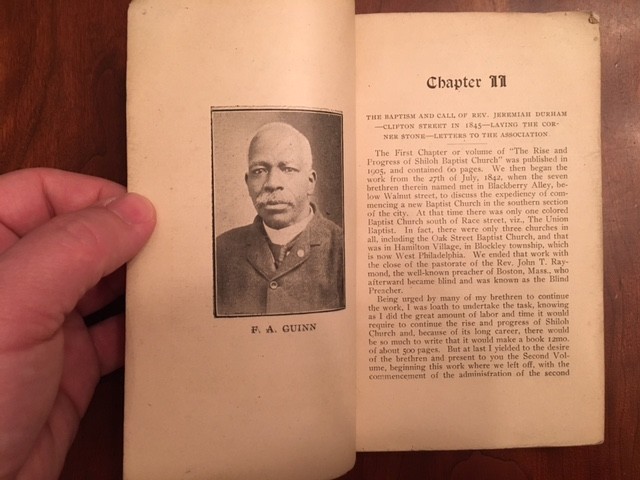 F. A. GUINN
Chapter II
THE BAPTISM AND CALL OF REV. JEREMIAH DURHAM
—CLIFTON STREET IN 1845—LAYING THE COR-
NER STONE—LETTERS TO THE ASSOCIATION
The First Chapter or volume of "The Rise and
Progress of Shiloh Baptist Church" was published in
1905, and contained 60 pages. We then began the
work from the 27th of July, 1842, when the seven
brethren therein named met in Blackberry Alley, be-
low Walnut street, to discuss the expediency of com-
mencing a new Baptist Church in the southern section
of the city. At that time there was only one colored
Baptist Church south of Race street, viz., The Union
Baptist. In fact, there were only three churches in
all, including the Oak Street Baptist Church, and that
was in Hamilton Village, in Blockley township, which
is now West Philadelphia. We ended that work with
the close of the pastorate of the Rev. John T. Ray-
mond, the well-known preacher of Boston, Mass., who
afterward became blind and was known as the Blind
Preacher.
Being urged by many of my brethren to continue
the work, I was loath to undertake the task, knowing
as I did the great amount of labor and time it would
require to continue the rise and progress of Shiloh
Church and, because of its long career, there would
be so much to write that it would make a book 12mo.
of about 500 pages. But at last I yielded to the desire
of the brethren and present to you the Second Vol-
ume, beginning this work where we left off, with the
commencement of the administration of the second